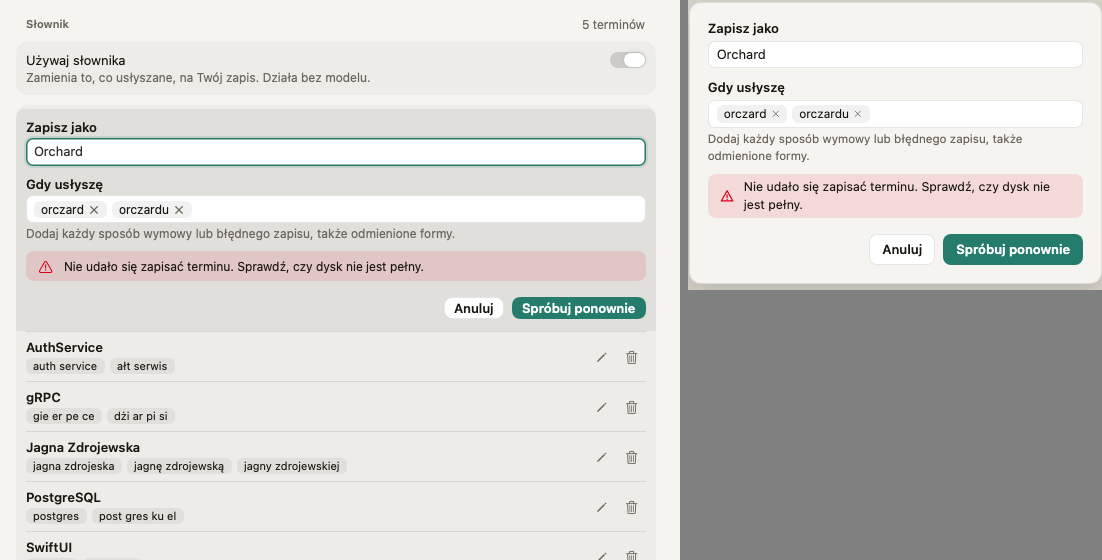 Słownik
5 terminów
Używaj słownika
Zamienia to, co usłyszane, na Twój zapis. Działa bez modelu.
Zapisz jako
Orchard
Gdy usłyszę
orczard orczardu
Dodaj każdy sposób wymowy lub błędnego zapisu, także odmienione formy.
Nie udało się zapisać terminu. Sprawdź, czy dysk nie jest pełny.
Anuluj Spróbuj ponownie
AuthService
auth service ałt serwis
gRPC
gie er pe ce dżi ar pi si
Jagna Zdrojewska
jagna zdrojeska jagnę zdrojewską jagny zdrojewskiej
PostgreSQL
postgres post gres ku el
SwiftUI
Zapisz jako
Orchard
Gdy usłyszę
orczard orczardu
Dodaj każdy sposób wymowy lub błędnego zapisu, także
odmienione formy.
Nie udało się zapisać terminu. Sprawdź, czy dysk nie
jest pełny.
Anuluj Spróbuj ponownie